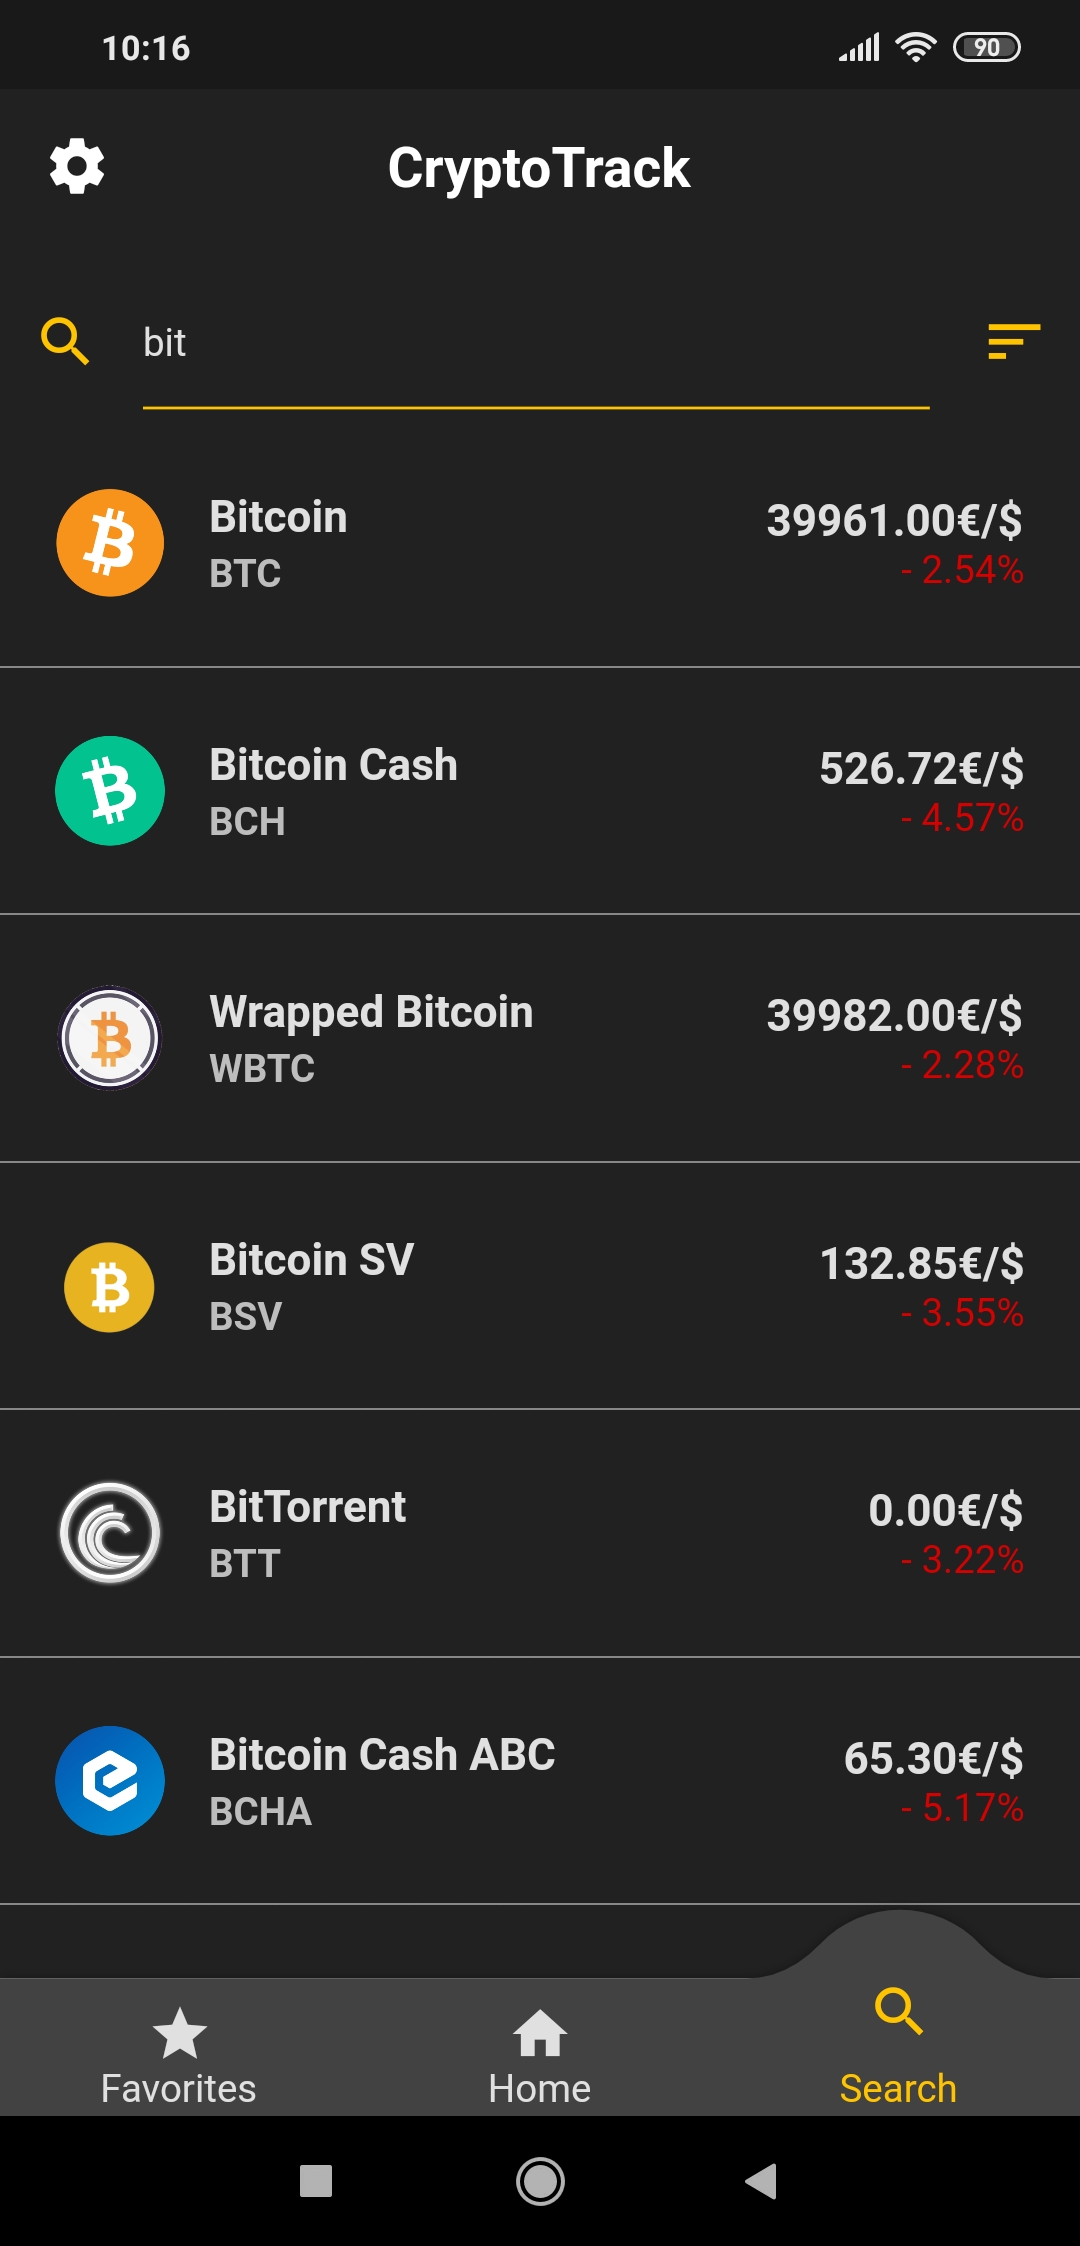 10:16
90
CryptoTrack
bit
Bitcoin
39961.00€/$
BTC
- 2.54%
Bitcoin Cash
526.72€/$
BCH
- 4.57%
Wrapped Bitcoin
39982.00€/$
WBTC
- 2.28%
Bitcoin SV
132.85€/$
BSV
- 3.55%
BitTorrent
0.00€/$
BTT
- 3.22%
Bitcoin Cash ABC
65.30€/$
BCHA
- 5.17%
Favorites
Home
Search